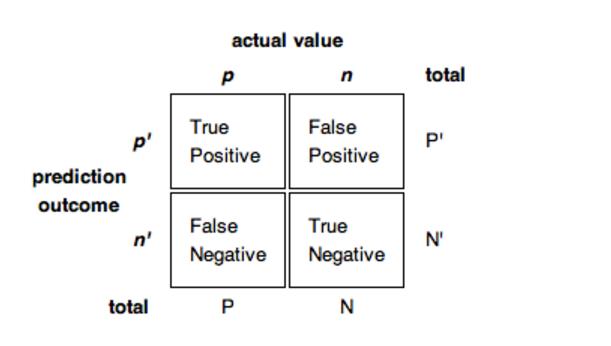 actual value
p n total
True False
p' Positive Positive P'
prediction
outcome
False True
n' Negative Negative N'
total P N